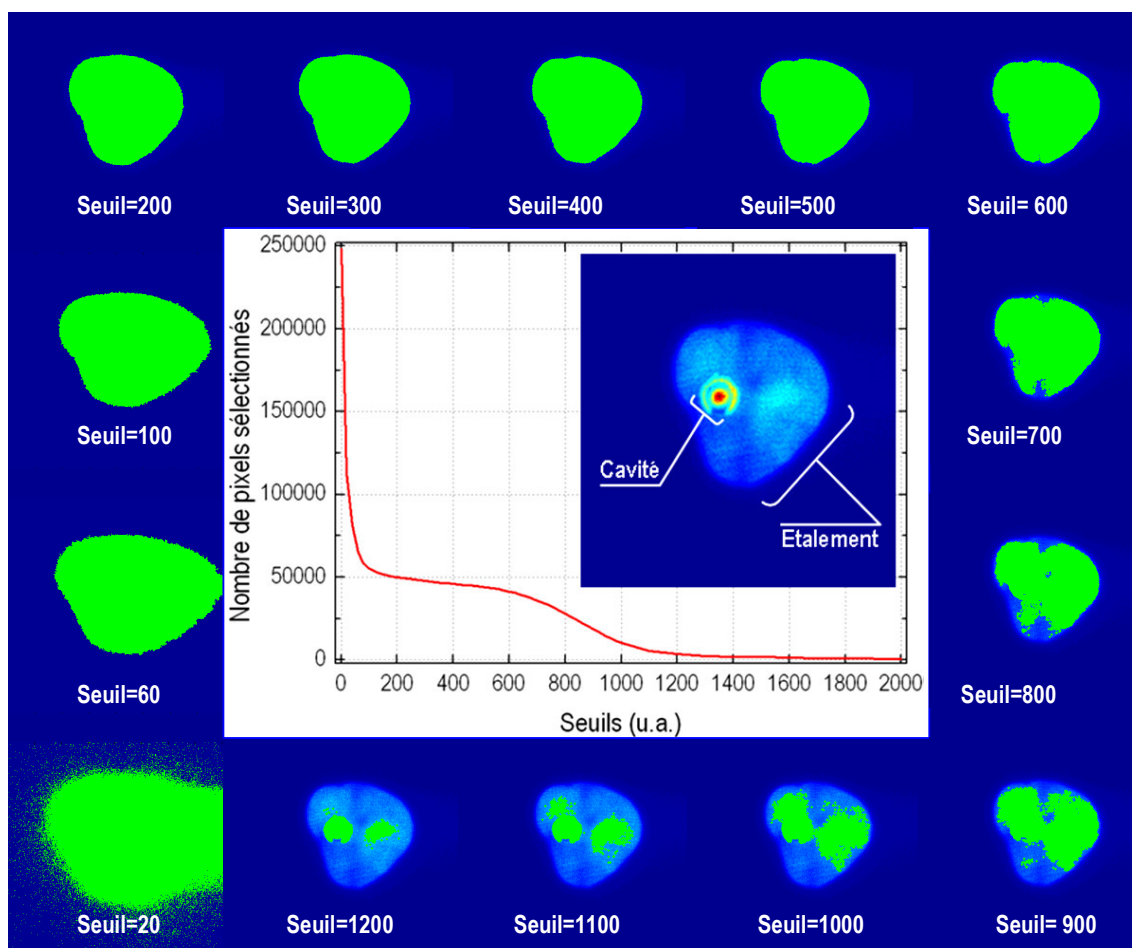 Seuil=200
Seuil=300
Seuil=400
Seuil=500
Seuil= 600
Seuil=100
Seuil=700
Seuil=60
Seuil=800
Seuil=20
Seuil=1200
Seuil=1100
Seuil=1000
Seuil= 900
Nombre de pixels sélectionnés
250000
200000
150000
100000
50000
0
0 200 400 600 800 1000 1200 1400 1600 1800 2000
Seuils (u.a.)
Cavité
Etalement